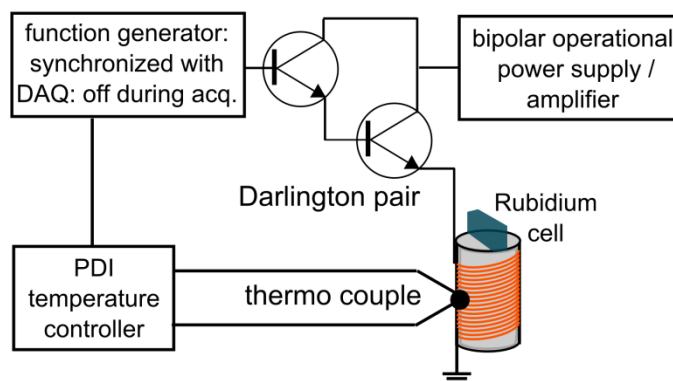 function generator:
synchronized with
DAQ: off during acq.
bipolar operational
power supply /
amplifier
Darlington pair
Rubidium
cell
PDI
temperature
controller
thermo couple